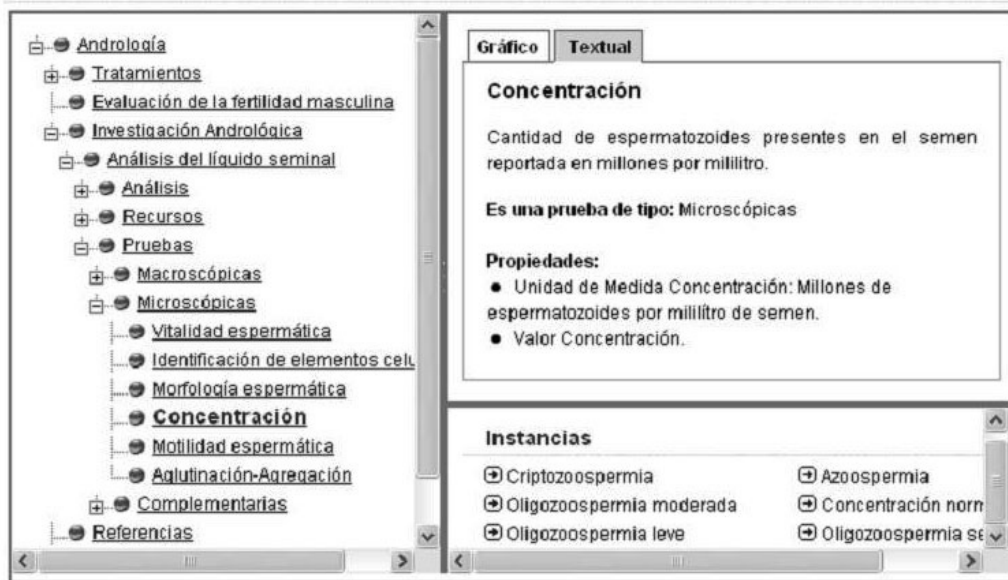 Andrología
Tratamientos
Evaluación de la fertilidad masculina
Investigación Andrológica
Análisis del líquido seminal
Análisis
Recursos
Pruebas
Macroscópicas
Microscópicas
Vitalidad espermática
Identificación de elementos celu
Morfología espermática
Concentración
Motilidad espermática
Aglutinación-Agregación
Complementarias
Referencias
Gráfico Textual
Concentración
Cantidad de espermatozoides presentes en el semen
reportada en millones por mililitro.
Es una prueba de tipo: Microscópicas
Propiedades:
● Unidad de Medida Concentración: Millones de
espermatozoides por mililítro de semen.
● Valor Concentración.
Instancias
Criptozoospermia Azoospermia
Oligozoospermia moderada Concentración norm
Oligozoospermia leve Oligozoospermia se